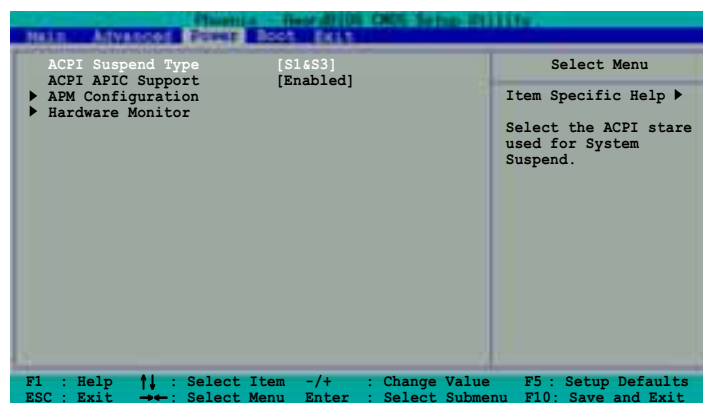 Phoenix - AwardBIOS CMOS Setup Utility
Main Advanced Power Boot Exit
ACPI Suspend Type [S1&S3]
ACPI APIC Support [Enabled]
▶ APM Configuration
▶ Hardware Monitor
Select Menu
Item Specific Help ▶
Select the ACPI stare
used for System
Suspend.
F1 : Help ↑↓ : Select Item -/+ : Change Value F5 : Setup Defaults
ESC : Exit →← : Select Menu Enter : Select Submenu F10: Save and Exit